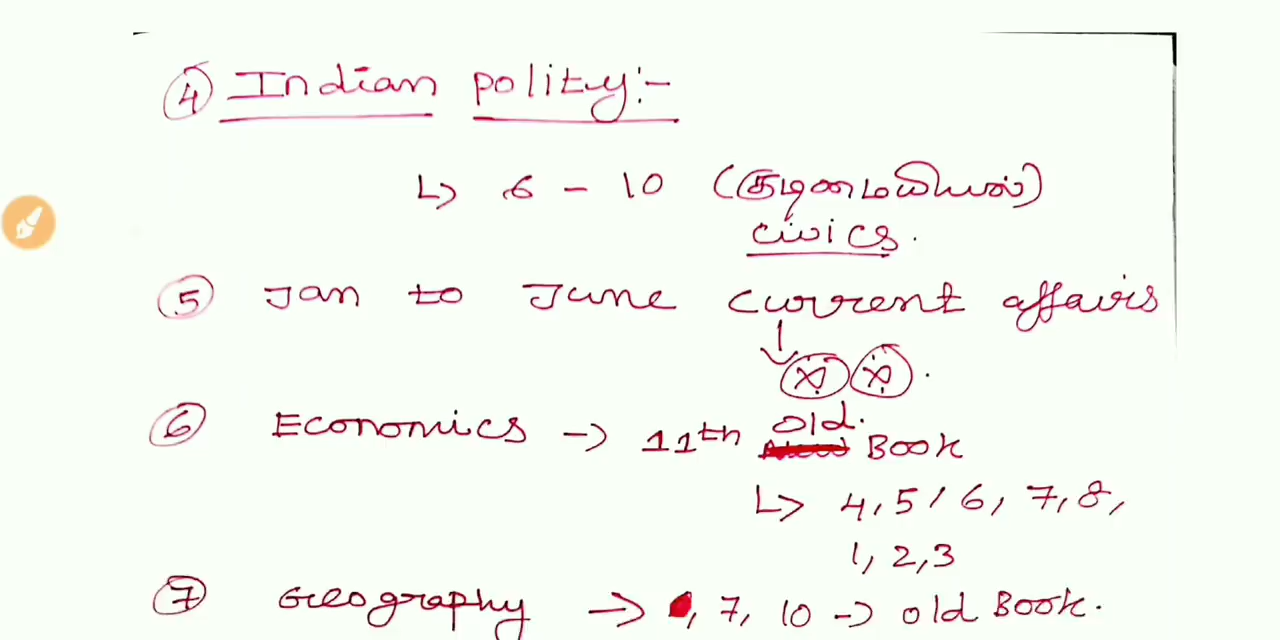 ④ Indian polity:-
↳ 6 - 10 (குடிமையியல்)
civics.
⑤ Jan to June current affairs
⑥ Economics → 11th old. Book
↳ 4, 5 / 6, 7, 8,
1, 2, 3
⑦ Geography → , 7, 10 → old Book.